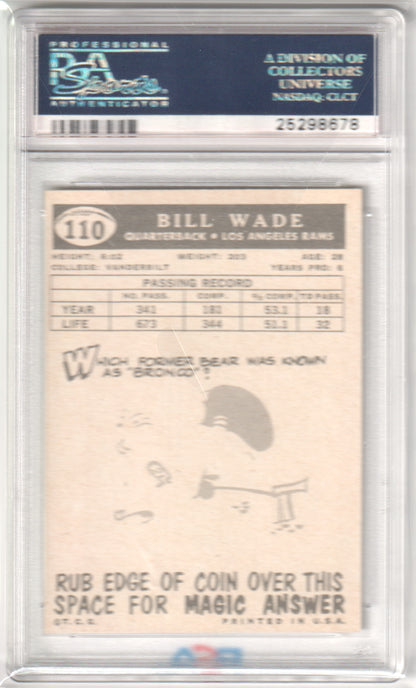 PROFESSIONAL
PSA
Sports
AUTHENTICATOR
A DIVISION OF
COLLECTORS
UNIVERSE
NASDAQ: CLCT
25298678
110 BILL WADE
QUARTERBACK • LOS ANGELES RAMS
HEIGHT: 6:02 WEIGHT: 203 AGE: 28
COLLEGE: VANDERBILT YEARS PRO: 6
PASSING RECORD
NO. PASS. COMP. % COMP. TD PASS.
YEAR 341 181 53.1 18
LIFE 673 344 51.1 32
WHICH FORMER BEAR WAS KNOWN
AS "BRONCO"?
RUB EDGE OF COIN OVER THIS
SPACE FOR MAGIC ANSWER
©T.C.G. PRINTED IN U.S.A.
PSA